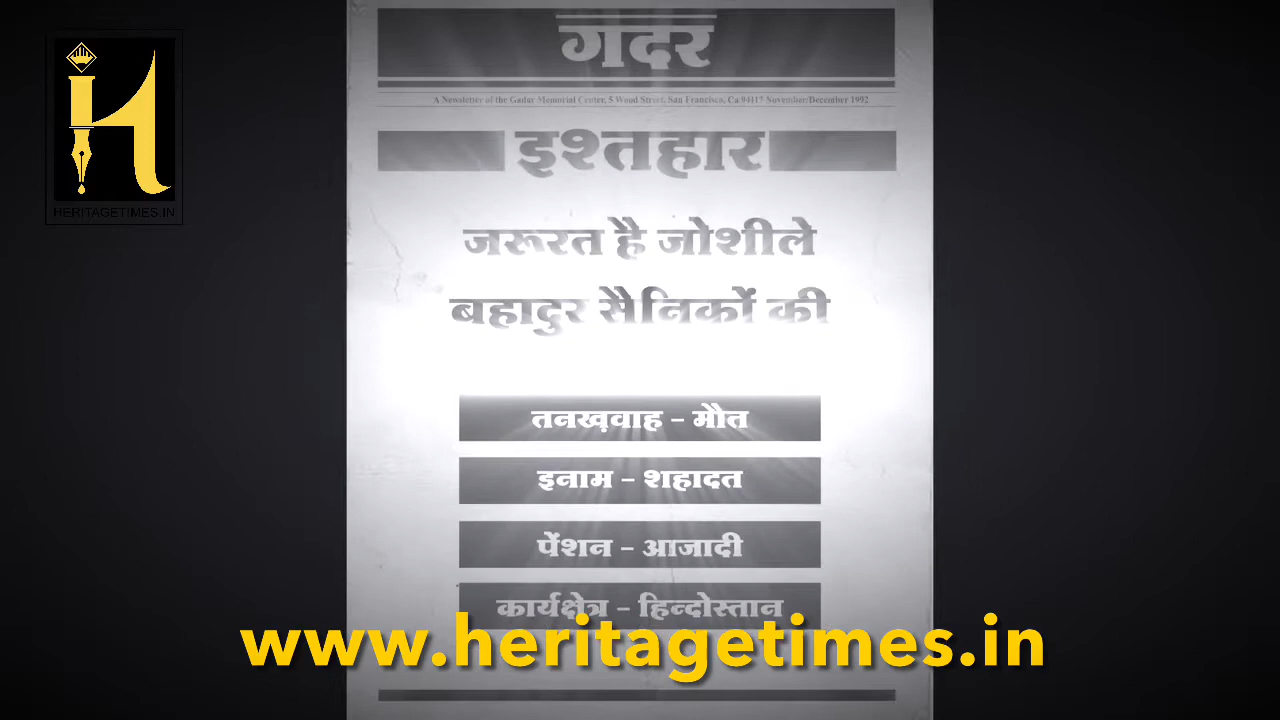 गदर
A Newsletter of the Gadar Memorial Center, 5 Wood Street, San Francisco, Ca 94117 November/December 1992
इश्तहार
जरूरत है जोशीले
बहादुर सैनिकों की
तनख़वाह – मौत
इनाम – शहादत
पेंशन – आजादी
कार्यक्षेत्र – हिन्दोस्तान
www.heritagetimes.in
HERITAGETIMES.IN